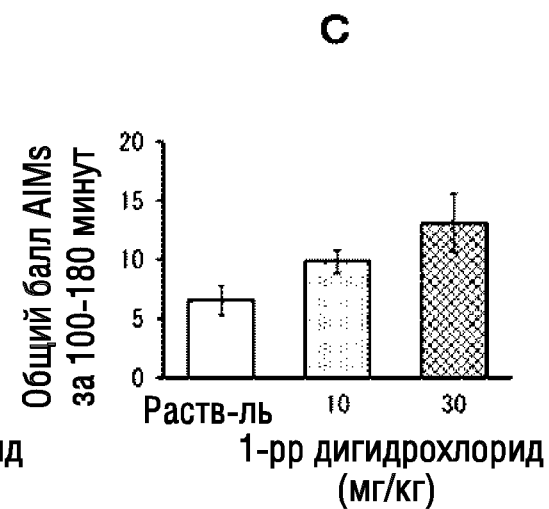 C
Общий балл AIMs
за 100-180 минут
20
15
10
5
0
Раств-ль 10 30
ид 1-рр дигидрохлорид
(мг/кг)